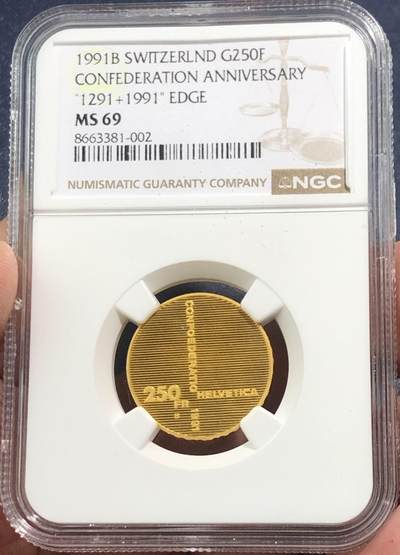 1991B SWITZERLND G250F
CONFEDERATION ANNIVERSARY
"1291+1991" EDGE
MS 69
8663381-002
NUMISMATIC GUARANTY COMPANY
NGC
CONFOEDERATIO 1991
250 FR
HELVETICA
B